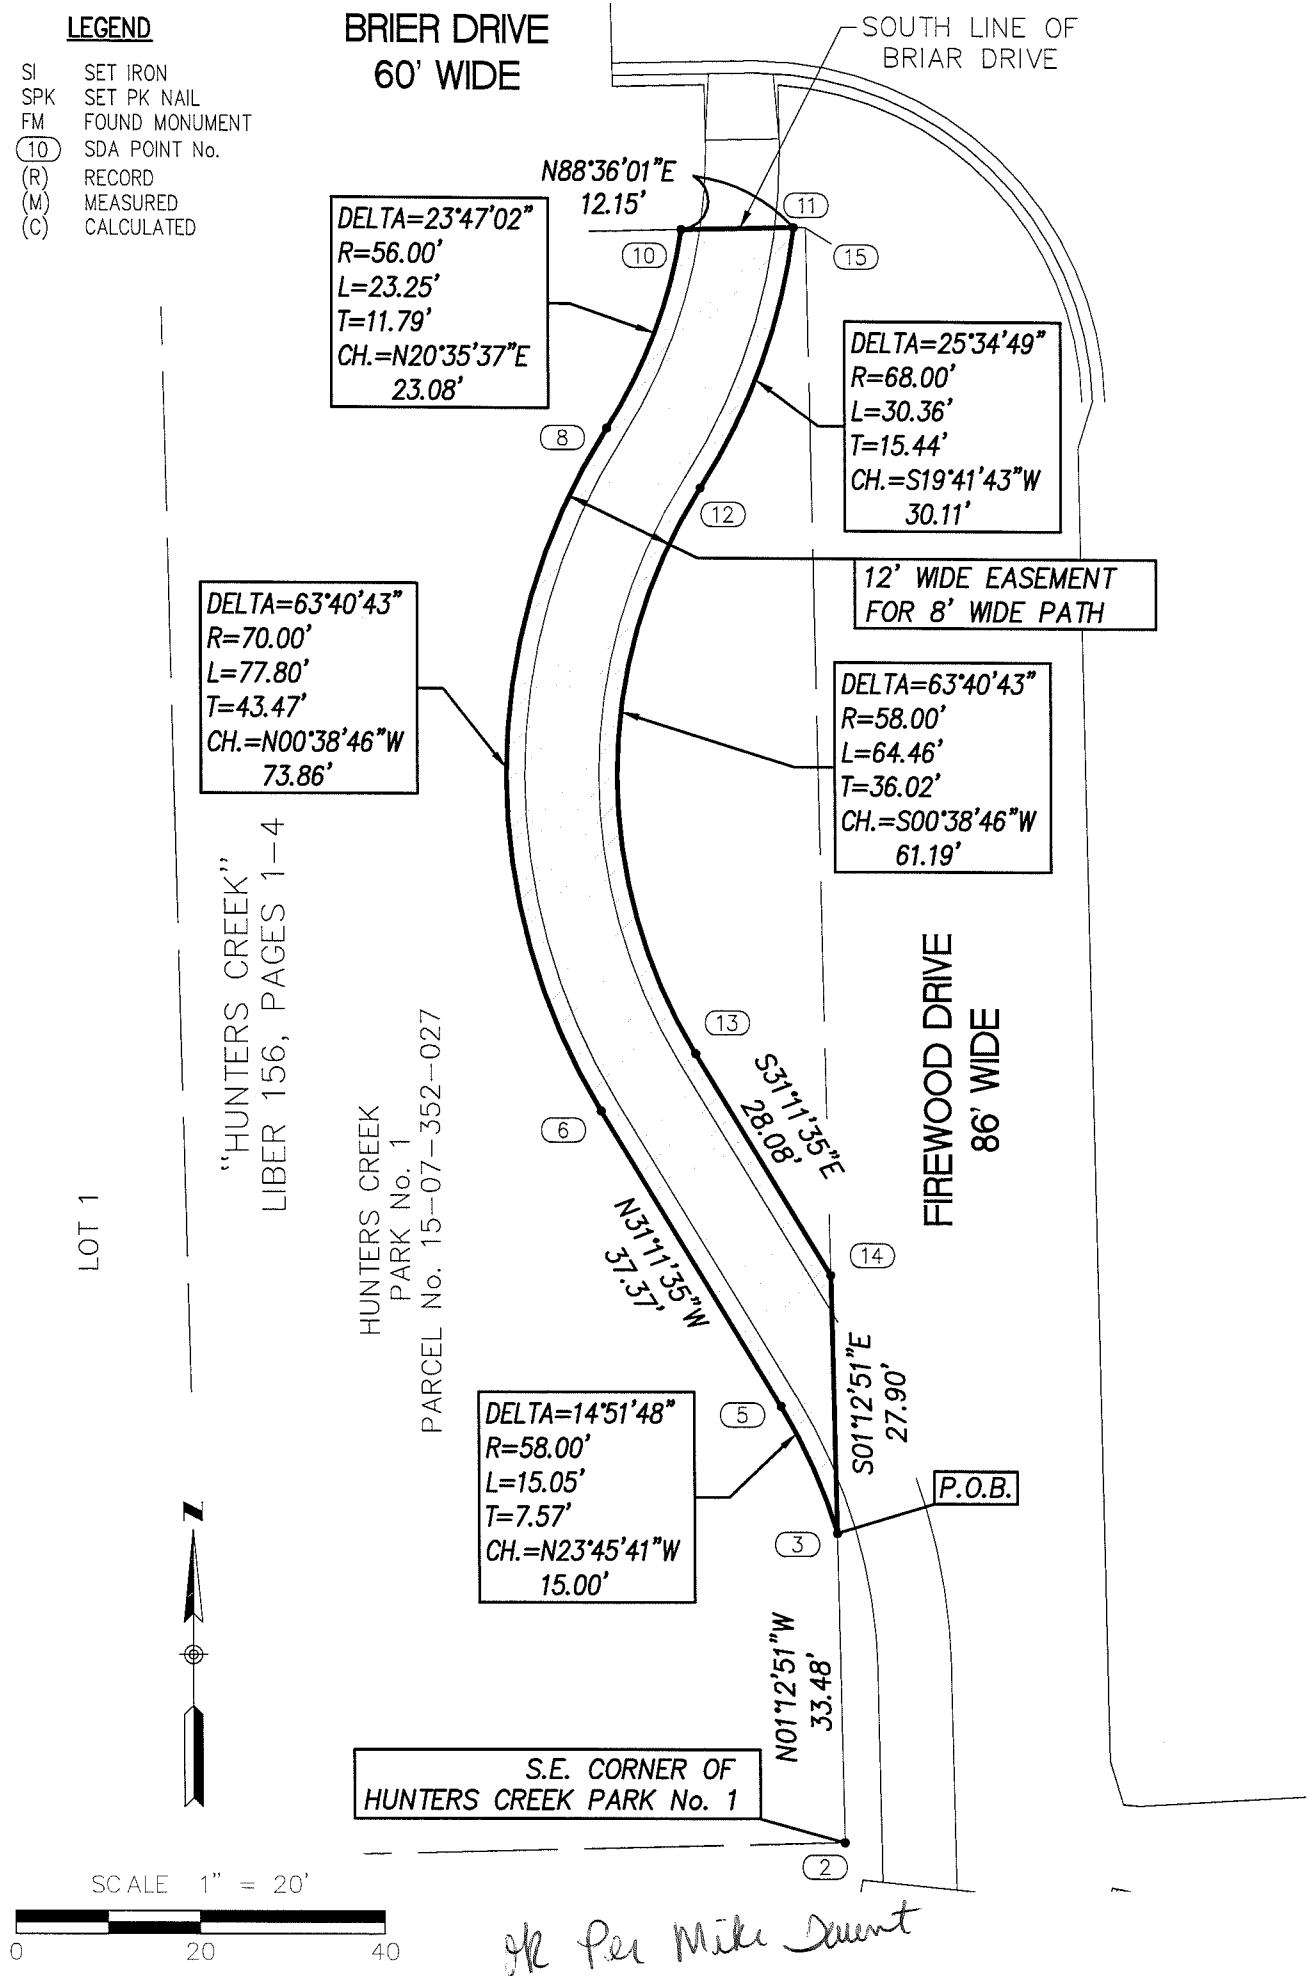 LEGEND
SI SET IRON
SPK SET PK NAIL
FM FOUND MONUMENT
10 SDA POINT No.
(R) RECORD
(M) MEASURED
(C) CALCULATED
BRIER DRIVE
60' WIDE
SOUTH LINE OF
BRIAR DRIVE
N88°36'01"E
12.15'
11
10
15
DELTA=23°47'02"
R=56.00'
L=23.25'
T=11.79'
CH.=N20°35'37"E
23.08'
DELTA=25°34'49"
R=68.00'
L=30.36'
T=15.44'
CH.=S19°41'43"W
30.11'
8
12
12' WIDE EASEMENT
FOR 8' WIDE PATH
DELTA=63°40'43"
R=70.00'
L=77.80'
T=43.47'
CH.=N00°38'46"W
73.86'
DELTA=63°40'43"
R=58.00'
L=64.46'
T=36.02'
CH.=S00°38'46"W
61.19'
"HUNTERS CREEK"
LIBER 156, PAGES 1-4
LOT 1
HUNTERS CREEK
PARK No. 1
PARCEL No. 15-07-352-027
FIREWOOD DRIVE
86' WIDE
13
S31°11'35"E
28.08'
6
N31°11'35"W
37.37'
14
S01°12'51"E
27.90'
5
DELTA=14°51'48"
R=58.00'
L=15.05'
T=7.57'
CH.=N23°45'41"W
15.00'
P.O.B.
3
N
N01°12'51"W
33.48'
S.E. CORNER OF
HUNTERS CREEK PARK No. 1
2
SCALE 1" = 20'
0 20 40
OK Per Mike